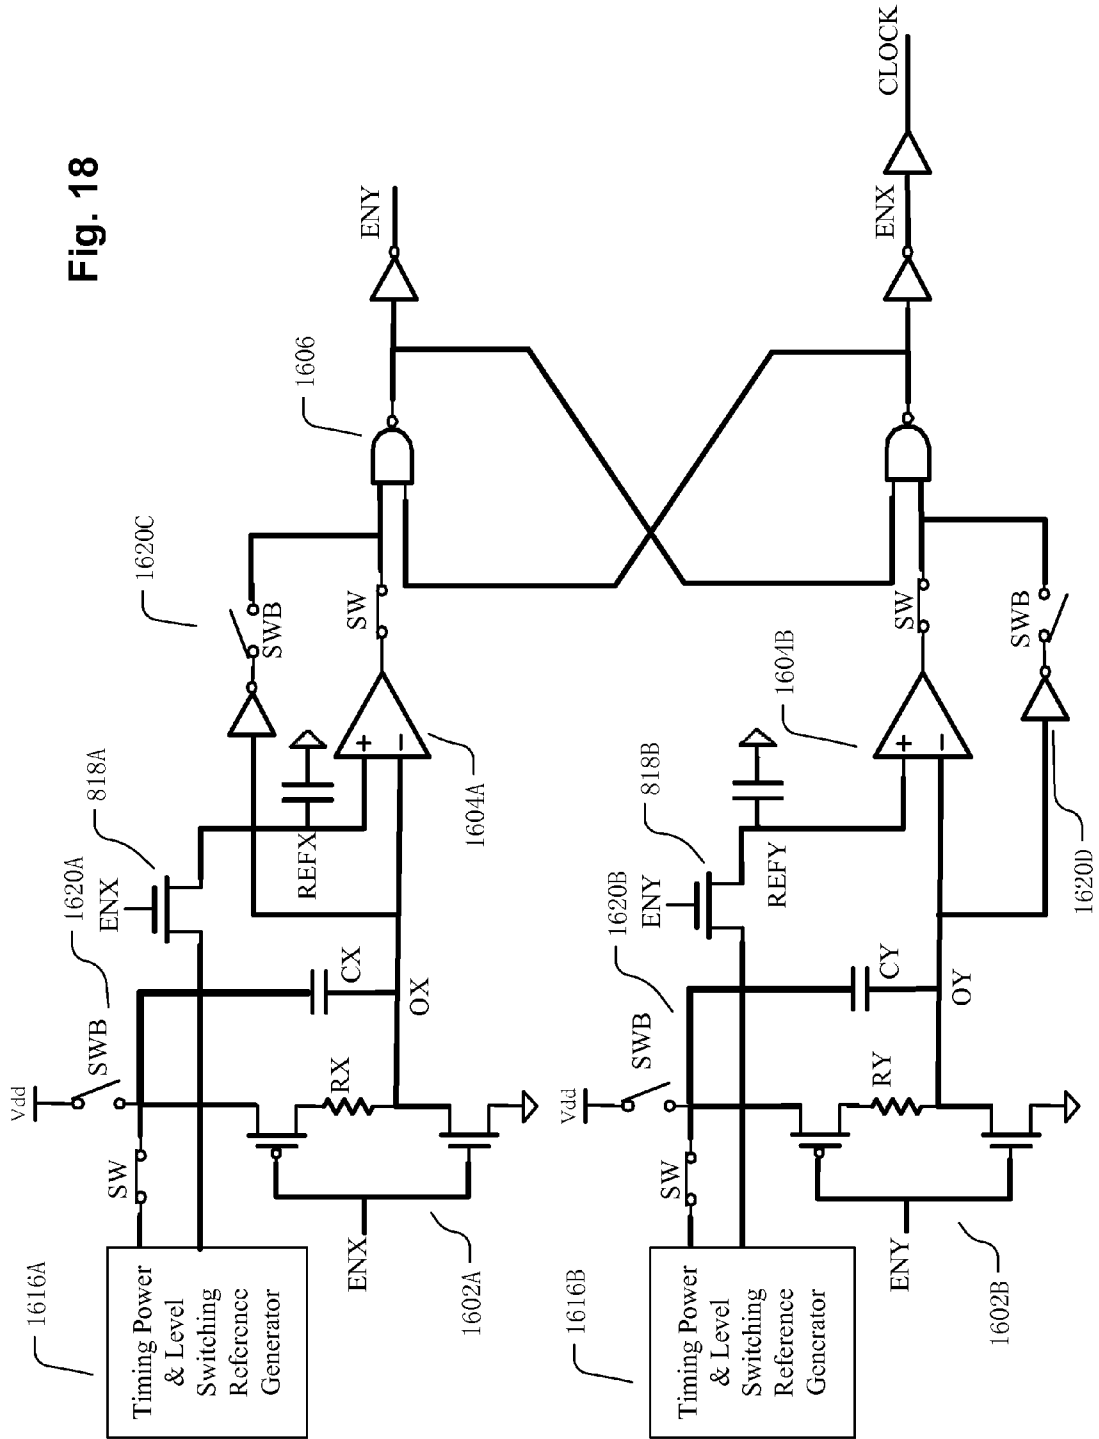 Fig. 18
1616A
Timing Power
& Level
Switching
Reference
Generator
SW
Vdd
SWB
1620A
ENX
818A
1620C
SWB
1606
ENY
ENX
1602A
RX
CX
OX
REFX
+
−
1604A
SW
1616B
Timing Power
& Level
Switching
Reference
Generator
SW
Vdd
SWB
1620B
ENY
818B
ENY
1602B
RY
CY
OY
REFY
+
−
1604B
SW
SWB
1620D
ENX
CLOCK